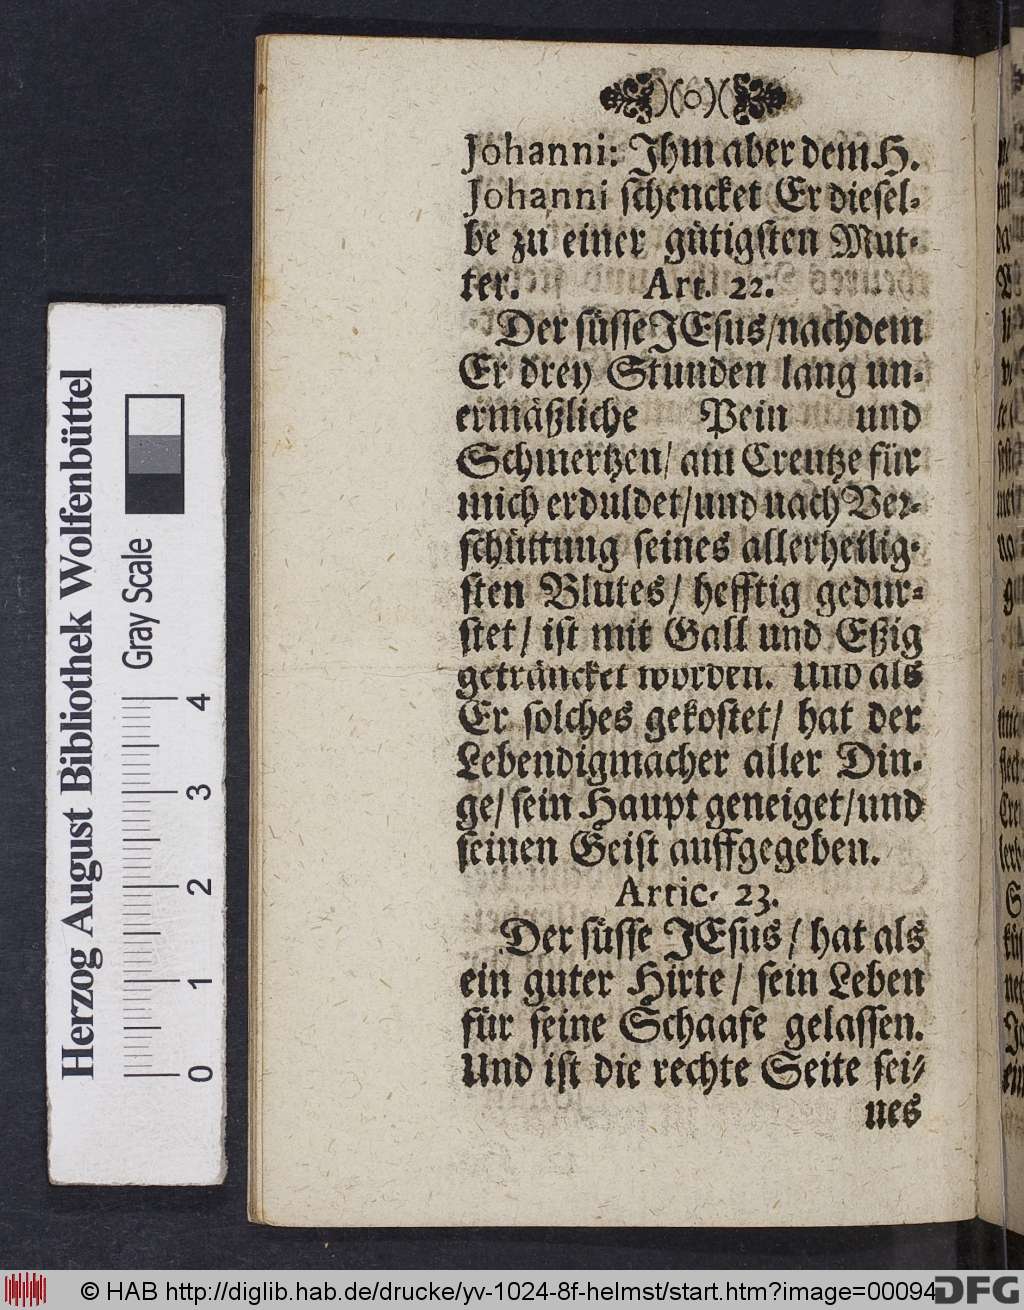 )(o)(
Johanni: Ihm aber dem H.
Johanni schencket Er diesel-
be zu einer gütigsten Mut-
ter. Art. 22.
Der süsse JEsus/nachdem
Er drey Stunden lang un-
ermäßliche Pein und
Schmertzen/ am Creutze für
mich erduldet/und nach Ver-
schüttung seines allerheilig-
sten Blutes/ hefftig gedur-
stet/ ist mit Gall und Eßig
geträncket worden. Und als
Er solches gekostet/ hat der
Lebendigmacher aller Din-
ge/ sein Haupt geneiget/und
seinen Geist auffgegeben.
Artic. 23.
Der süsse JEsus/ hat als
ein guter Hirte/ sein Leben
für seine Schaafe gelassen.
Und ist die rechte Seite sei-
nes
Herzog August Bibliothek Wolfenbüttel
Gray Scale
0 1 2 3 4
© HAB http://diglib.hab.de/drucke/yv-1024-8f-helmst/start.htm?image=00094
DFG